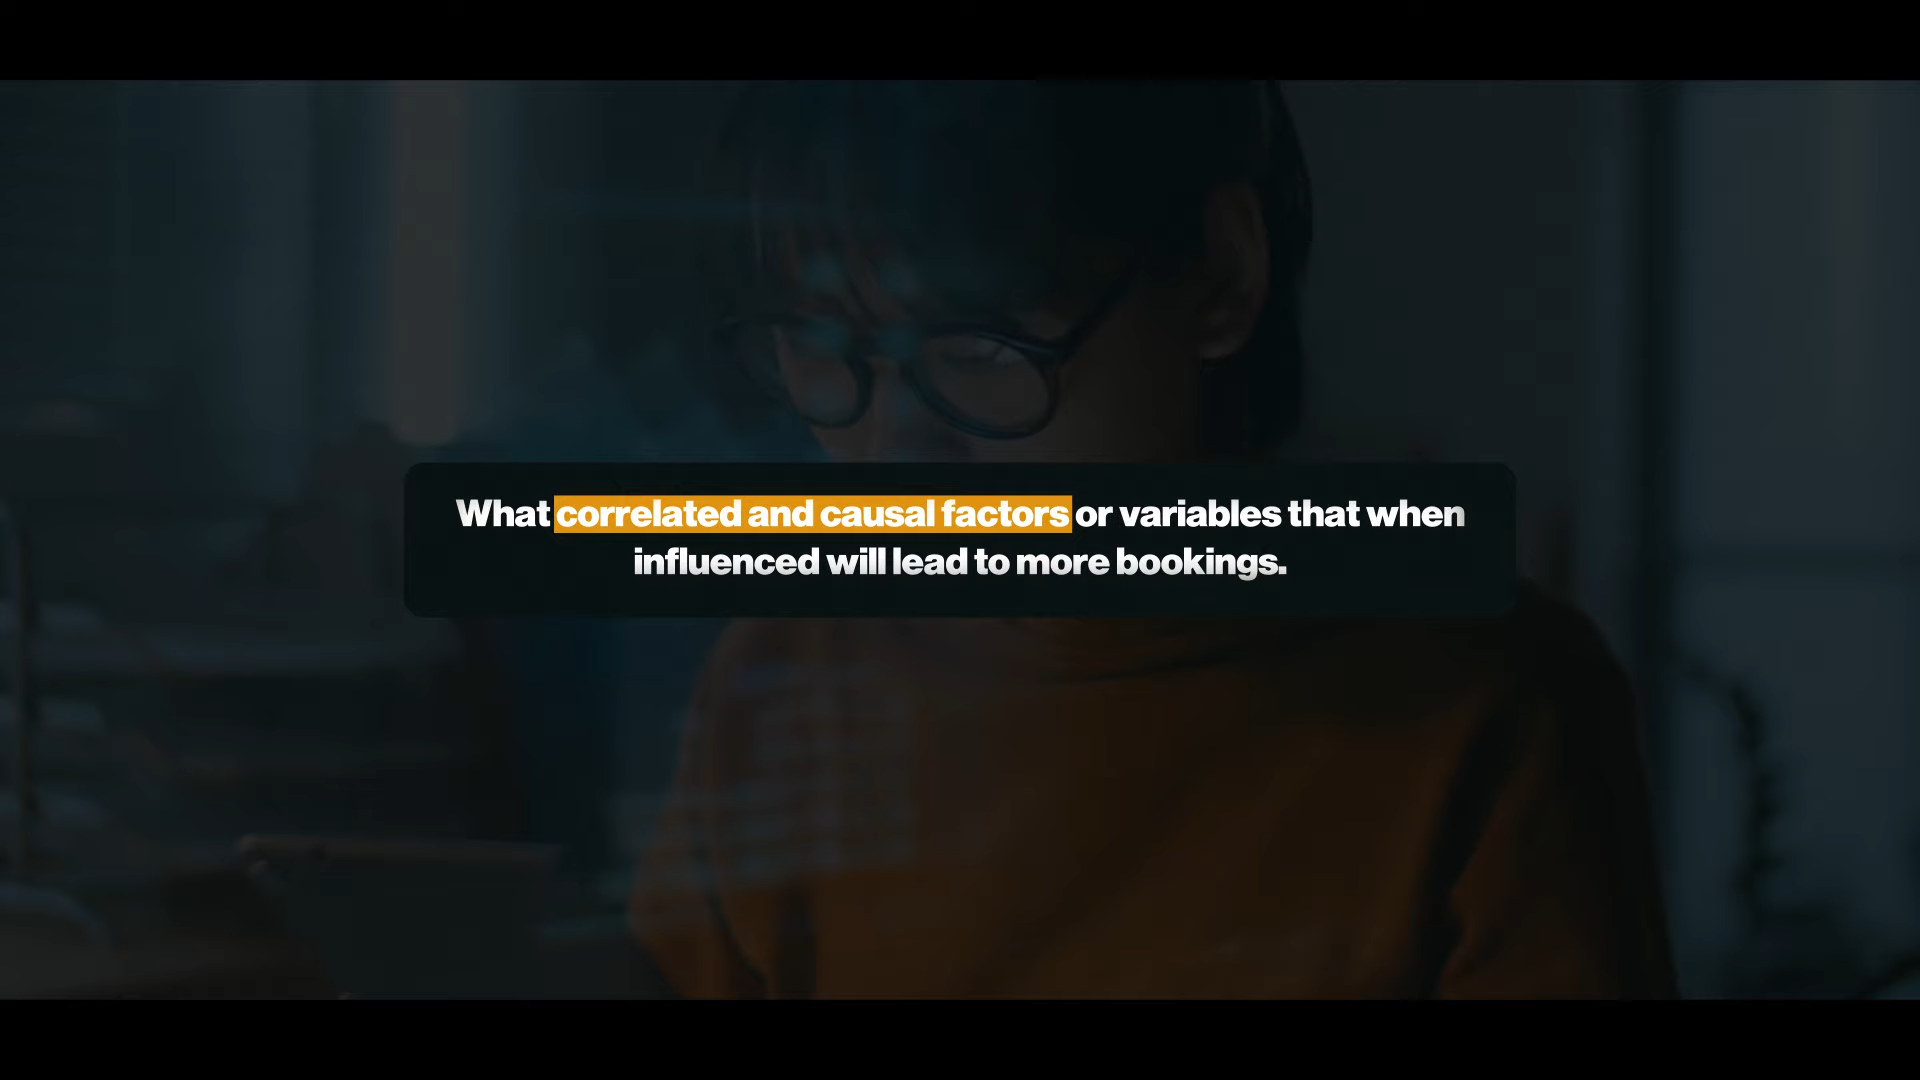 What correlated and causal factors or variables that when
influenced will lead to more bookings.